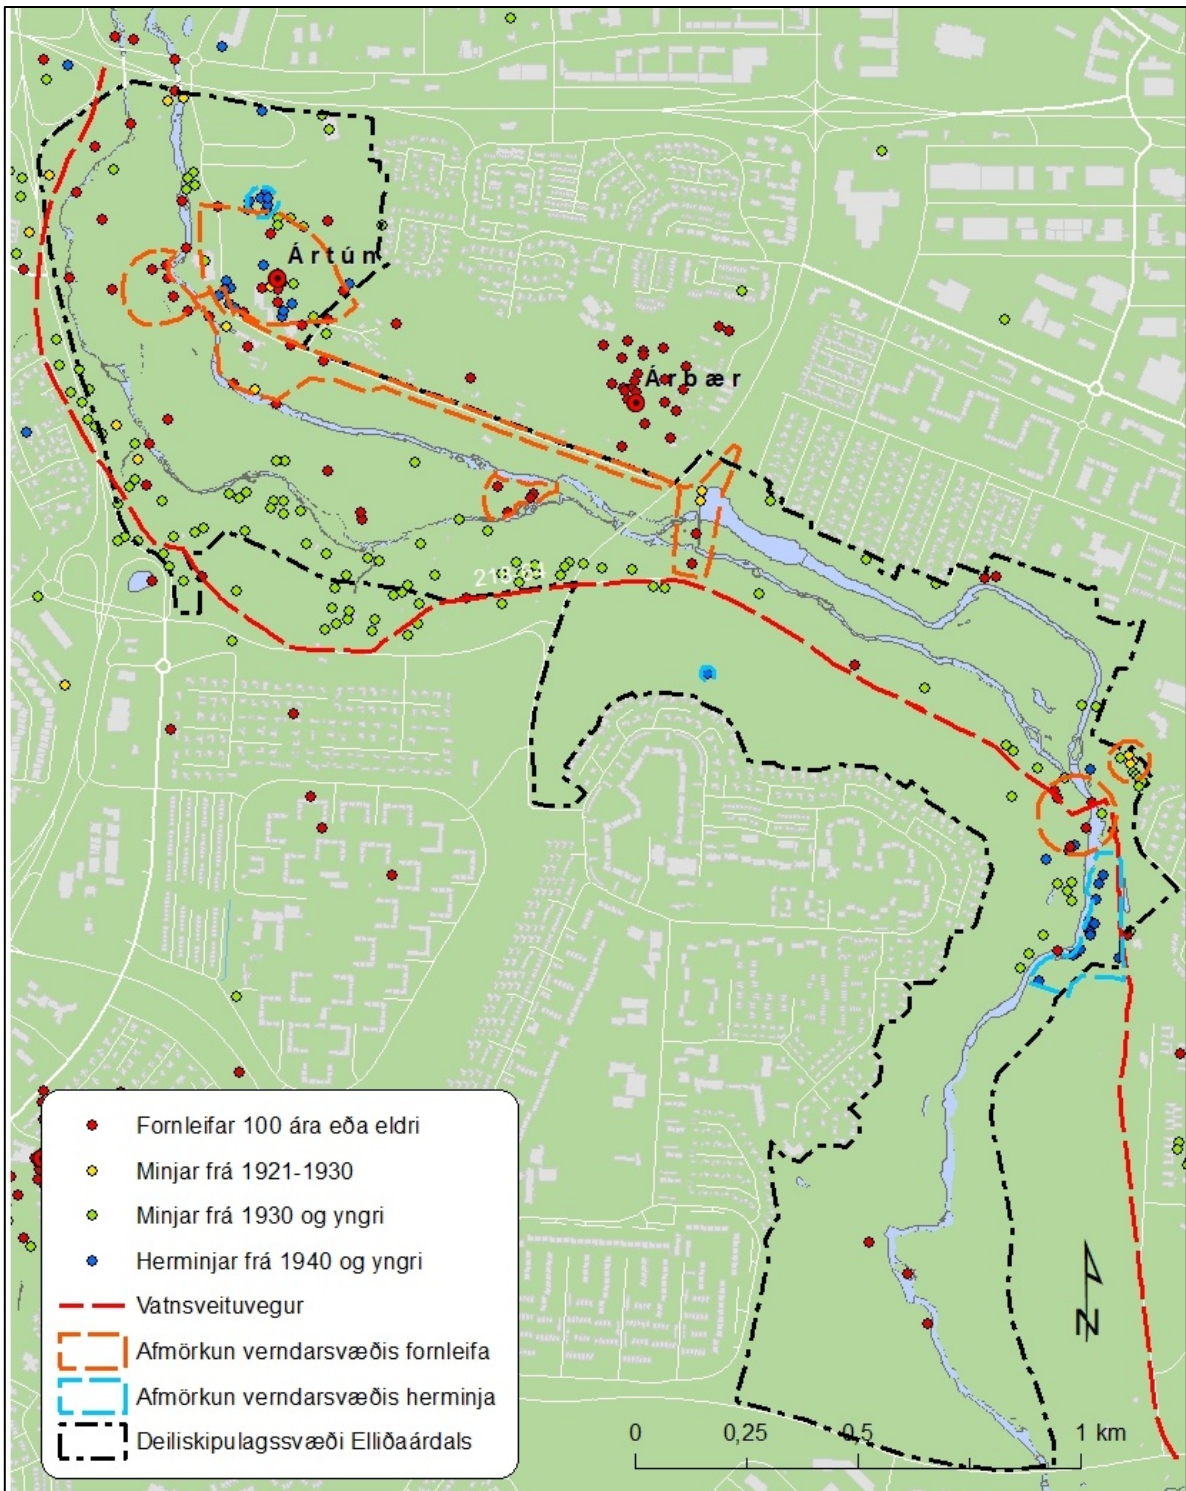 Ártún
Árbær
Fornleifar 100 ára eða eldri
Minjar frá 1921-1930
Minjar frá 1930 og yngri
Herminjar frá 1940 og yngri
Vatnsveituvegur
Afmörkun verndarsvæðis fornleifa
Afmörkun verndarsvæðis herminja
Deiliskipulagssvæði Elliðaárdals
0 0,25 0,5 1 km
N